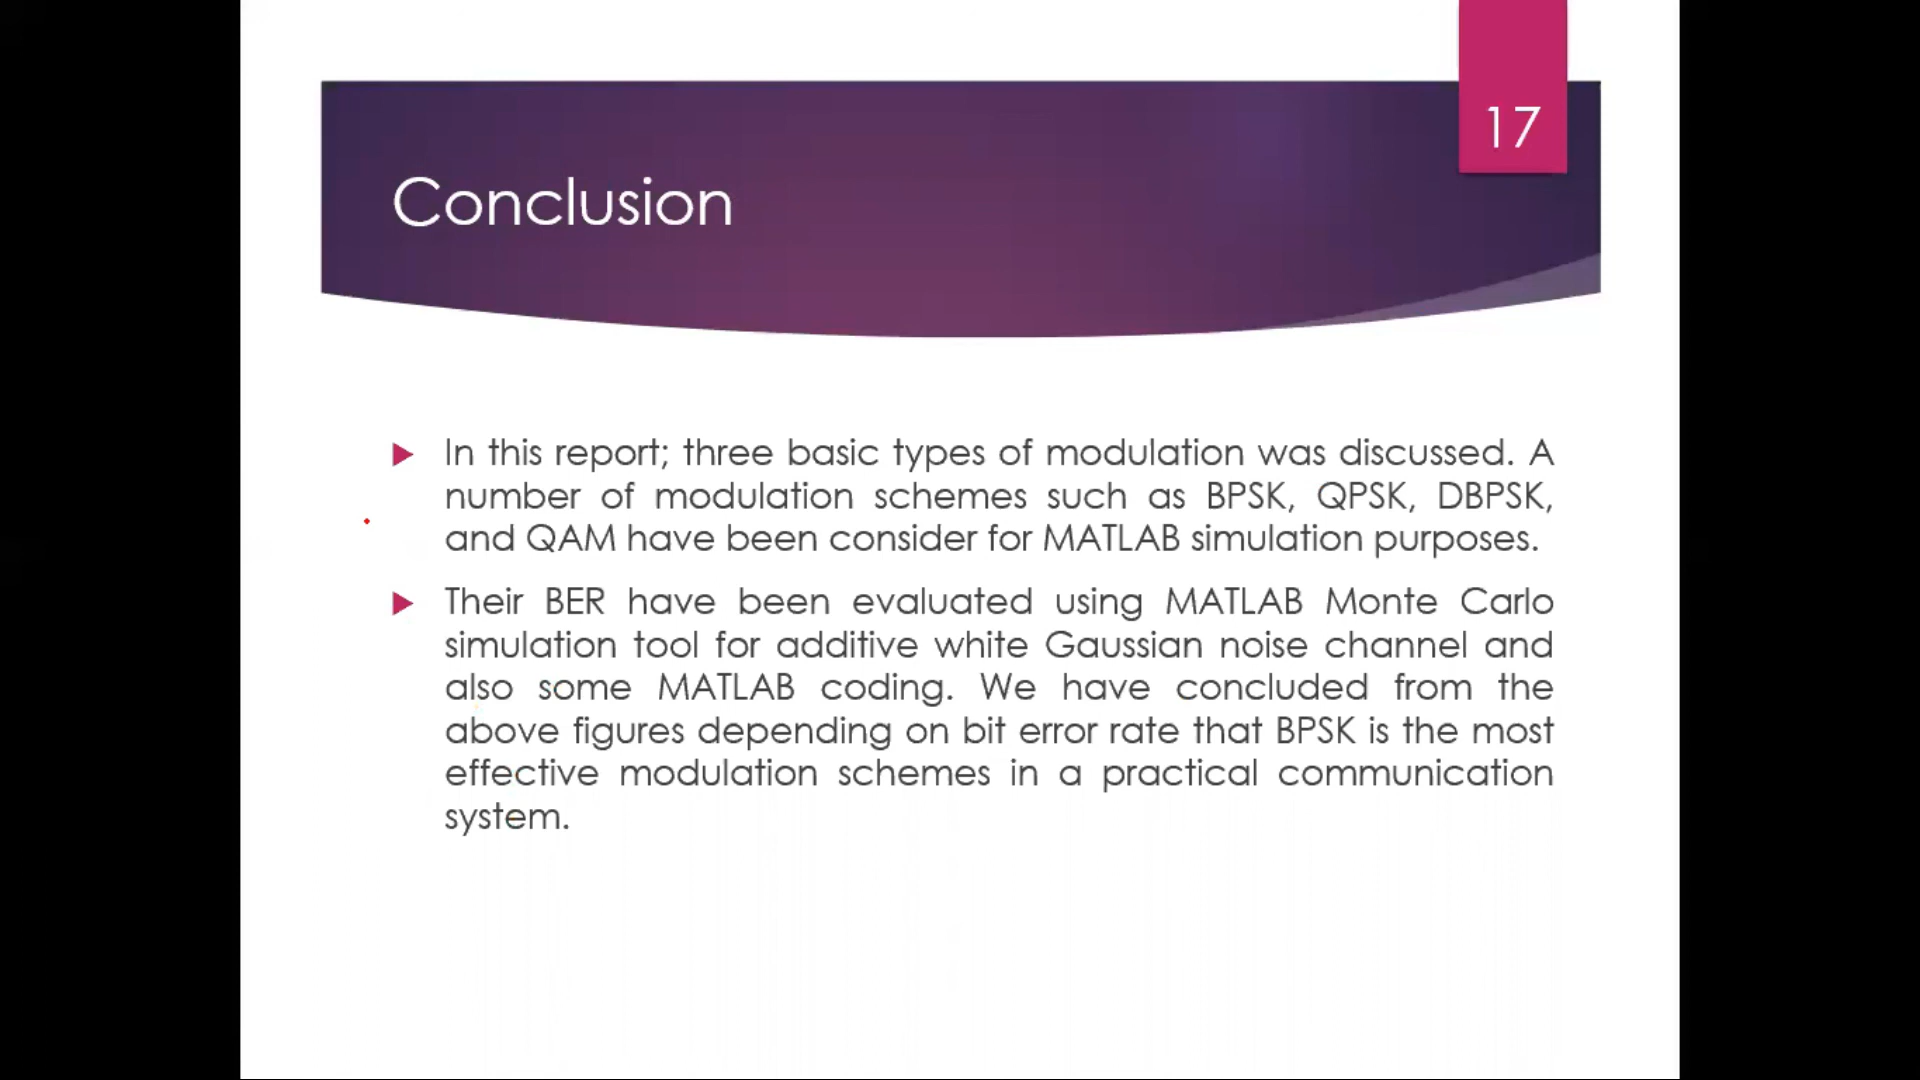 17
Conclusion
In this report; three basic types of modulation was discussed. A
number of modulation schemes such as BPSK, QPSK, DBPSK,
and QAM have been consider for MATLAB simulation purposes.
Their BER have been evaluated using MATLAB Monte Carlo
simulation tool for additive white Gaussian noise channel and
also some MATLAB coding. We have concluded from the
above figures depending on bit error rate that BPSK is the most
effective modulation schemes in a practical communication
system.